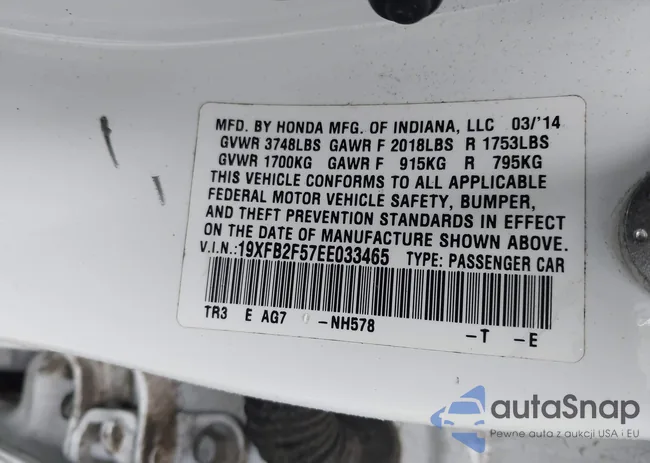 MFD. BY HONDA MFG. OF INDIANA, LLC 03/'14
GVWR 3748LBS GAWR F 2018LBS R 1753LBS
GVWR 1700KG GAWR F 915KG R 795KG
THIS VEHICLE CONFORMS TO ALL APPLICABLE
FEDERAL MOTOR VEHICLE SAFETY, BUMPER,
AND THEFT PREVENTION STANDARDS IN EFFECT
ON THE DATE OF MANUFACTURE SHOWN ABOVE.
V.I.N.:19XFB2F57EE033465 TYPE: PASSENGER CAR
TR3 E AG7 -NH578 -T -E
autaSnap
Pewne auta z aukcji USA i EU